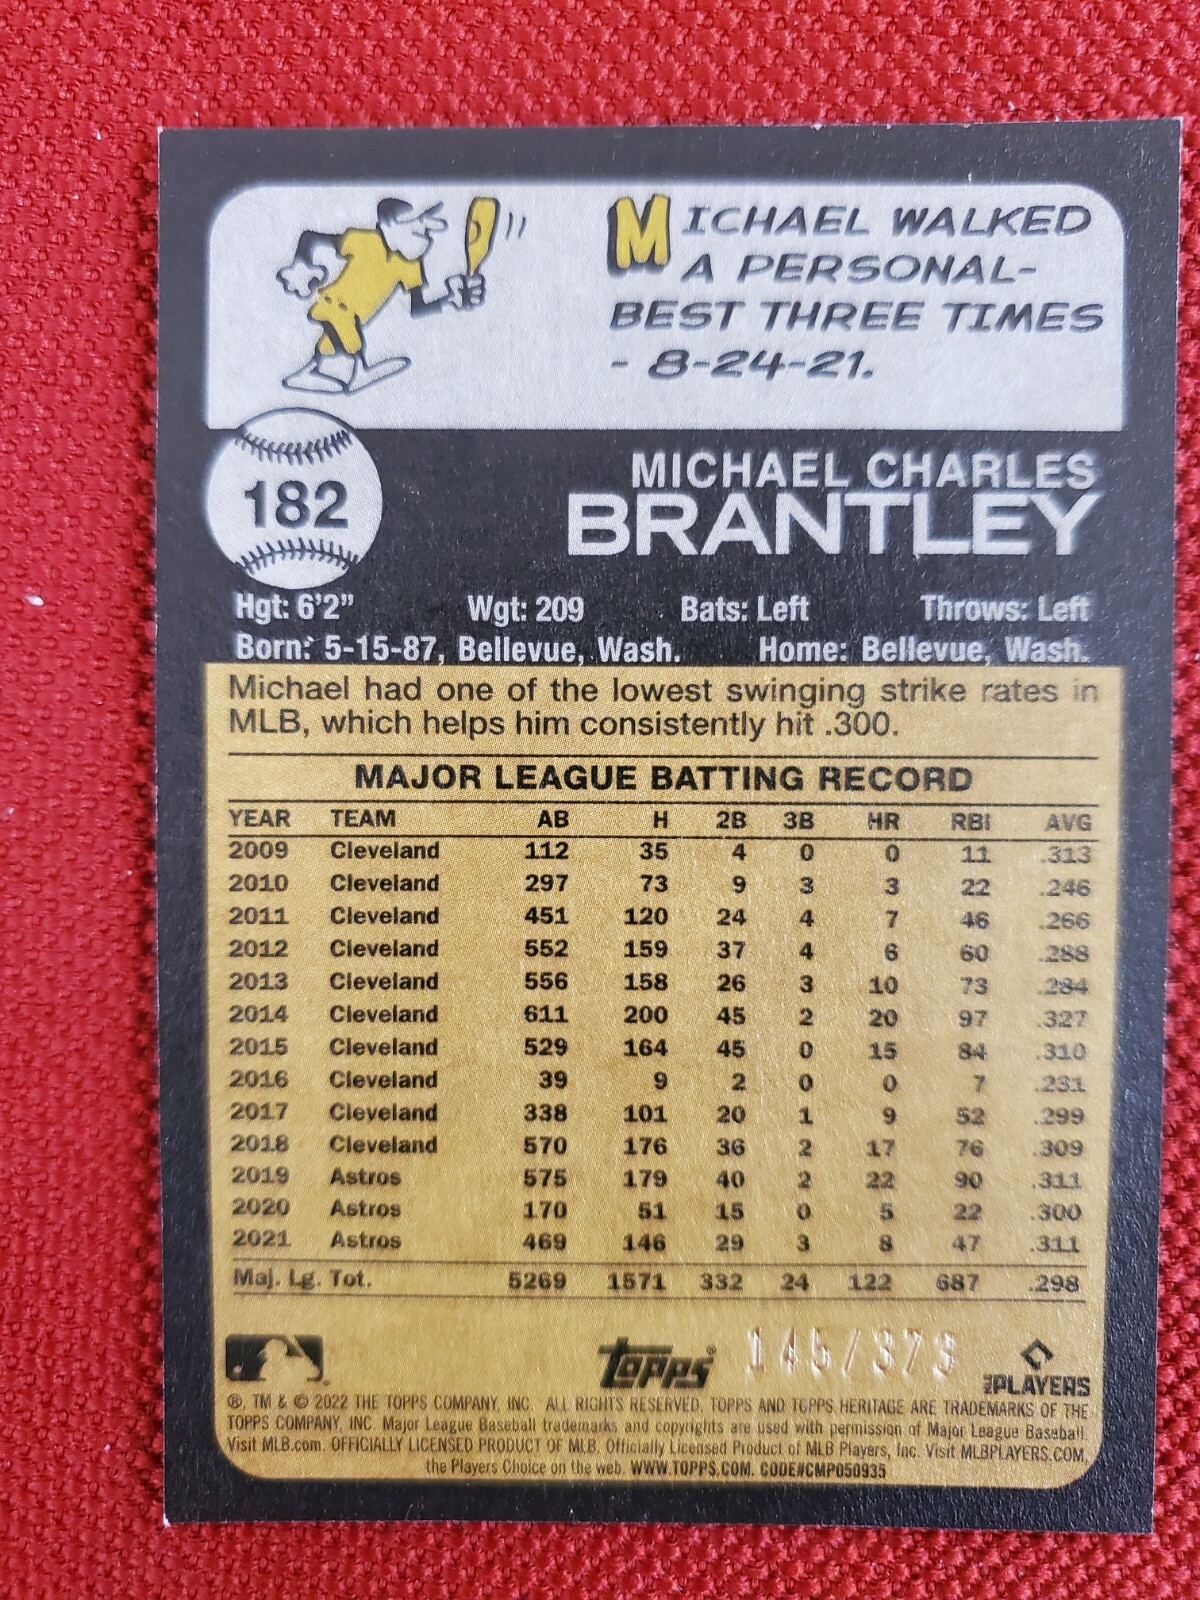 MICHAEL WALKED
A PERSONAL-
BEST THREE TIMES
- 8-24-21.
182
MICHAEL CHARLES
BRANTLEY
Hgt: 6'2" Wgt: 209 Bats: Left Throws: Left
Born: 5-15-87, Bellevue, Wash. Home: Bellevue, Wash.
Michael had one of the lowest swinging strike rates in
MLB, which helps him consistently hit .300.
MAJOR LEAGUE BATTING RECORD
YEAR TEAM AB H 2B 3B HR RBI AVG
2009 Cleveland 112 35 4 0 0 11 .313
2010 Cleveland 297 73 9 3 3 22 .246
2011 Cleveland 451 120 24 4 7 46 .266
2012 Cleveland 552 159 37 4 6 60 .288
2013 Cleveland 556 158 26 3 10 73 .284
2014 Cleveland 611 200 45 2 20 97 .327
2015 Cleveland 529 164 45 0 15 84 .310
2016 Cleveland 39 9 2 0 0 7 .231
2017 Cleveland 338 101 20 1 9 52 .299
2018 Cleveland 570 176 36 2 17 76 .309
2019 Astros 575 179 40 2 22 90 .311
2020 Astros 170 51 15 0 5 22 .300
2021 Astros 469 146 29 3 8 47 .311
Maj. Lg. Tot. 5269 1571 332 24 122 687 .298
Topps® 145/373 MLB PLAYERS
®, TM & © 2022 THE TOPPS COMPANY, INC. ALL RIGHTS RESERVED. TOPPS AND TOPPS HERITAGE ARE TRADEMARKS OF THE
TOPPS COMPANY, INC. Major League Baseball trademarks and copyrights are used with permission of Major League Baseball.
Visit MLB.com. OFFICIALLY LICENSED PRODUCT OF MLB. Officially Licensed Product of MLB Players, Inc. Visit MLBPLAYERS.COM,
the Players Choice on the web. WWW.TOPPS.COM. CODE#CMP050935